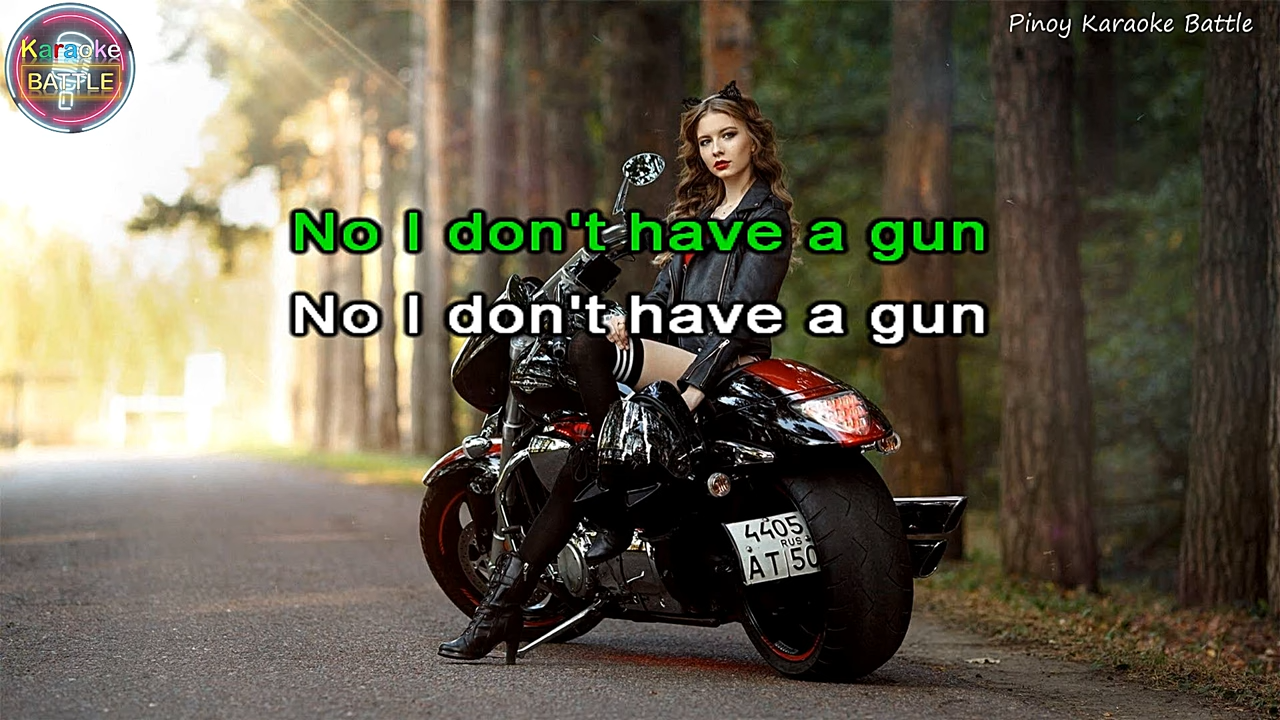 Karaoke
BATTLE
Pinoy Karaoke Battle
No I don't have a gun
No I don't have a gun
4405
RUS
AT 50